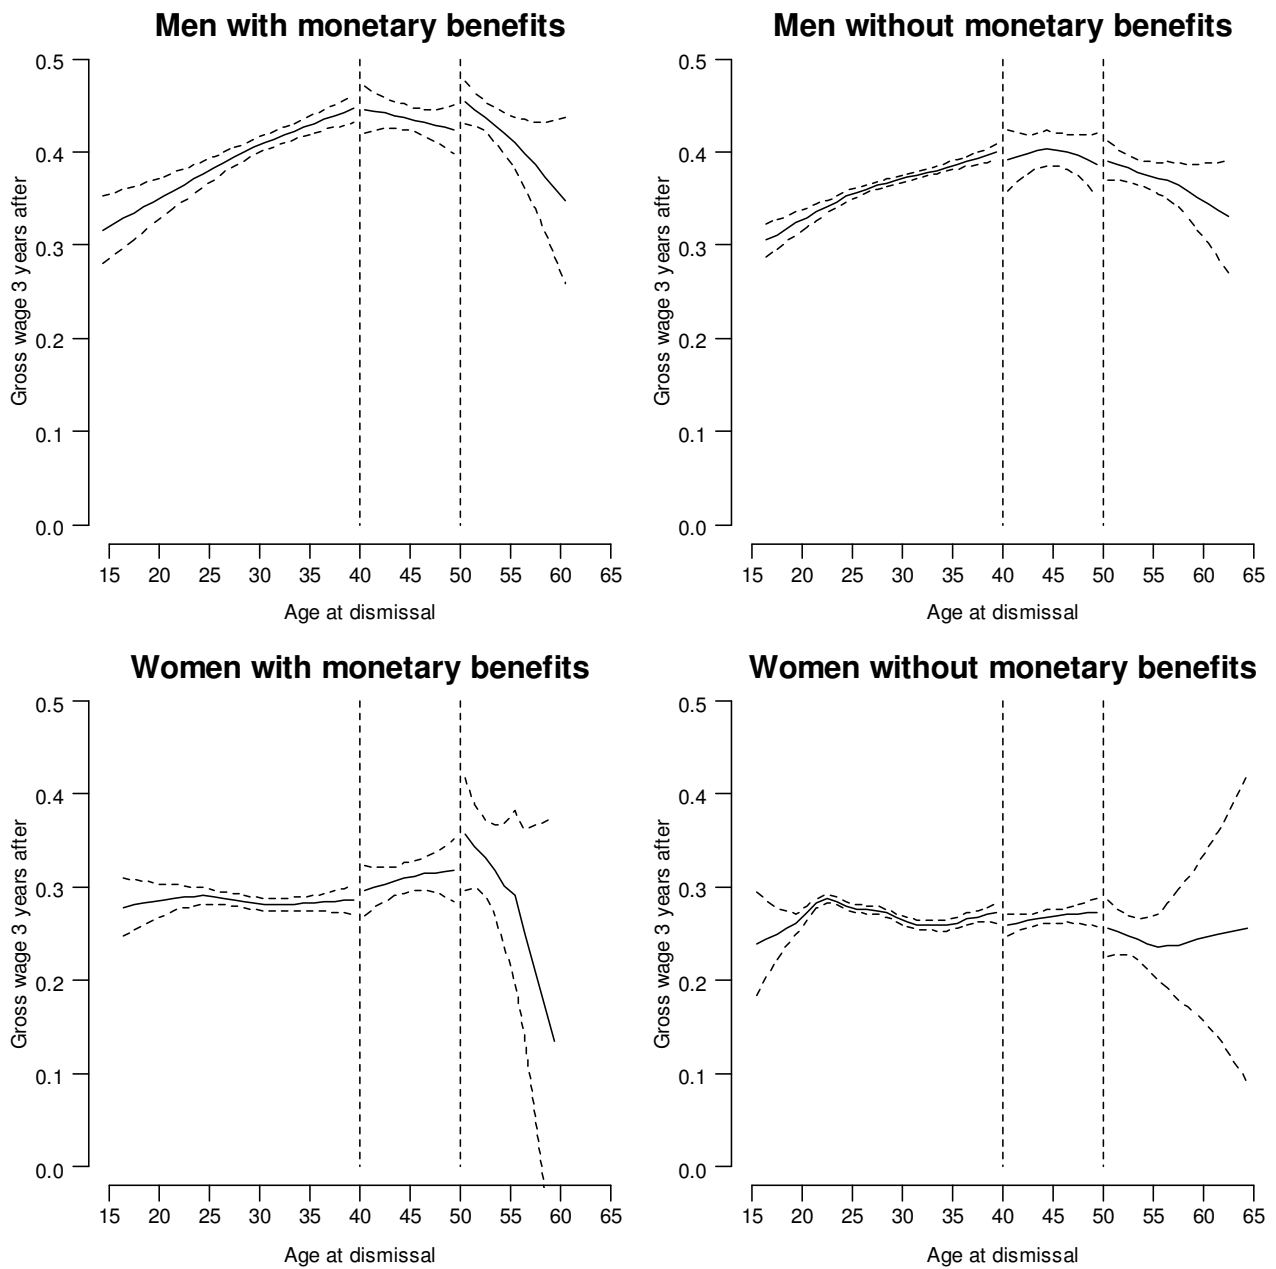 Men with monetary benefits
Gross wage 3 years after
0.5
0.4
0.3
0.2
0.1
0.0
15 20 25 30 35 40 45 50 55 60 65
Age at dismissal
Men without monetary benefits
Gross wage 3 years after
0.5
0.4
0.3
0.2
0.1
0.0
15 20 25 30 35 40 45 50 55 60 65
Age at dismissal
Women with monetary benefits
Gross wage 3 years after
0.5
0.4
0.3
0.2
0.1
0.0
15 20 25 30 35 40 45 50 55 60 65
Age at dismissal
Women without monetary benefits
Gross wage 3 years after
0.5
0.4
0.3
0.2
0.1
0.0
15 20 25 30 35 40 45 50 55 60 65
Age at dismissal